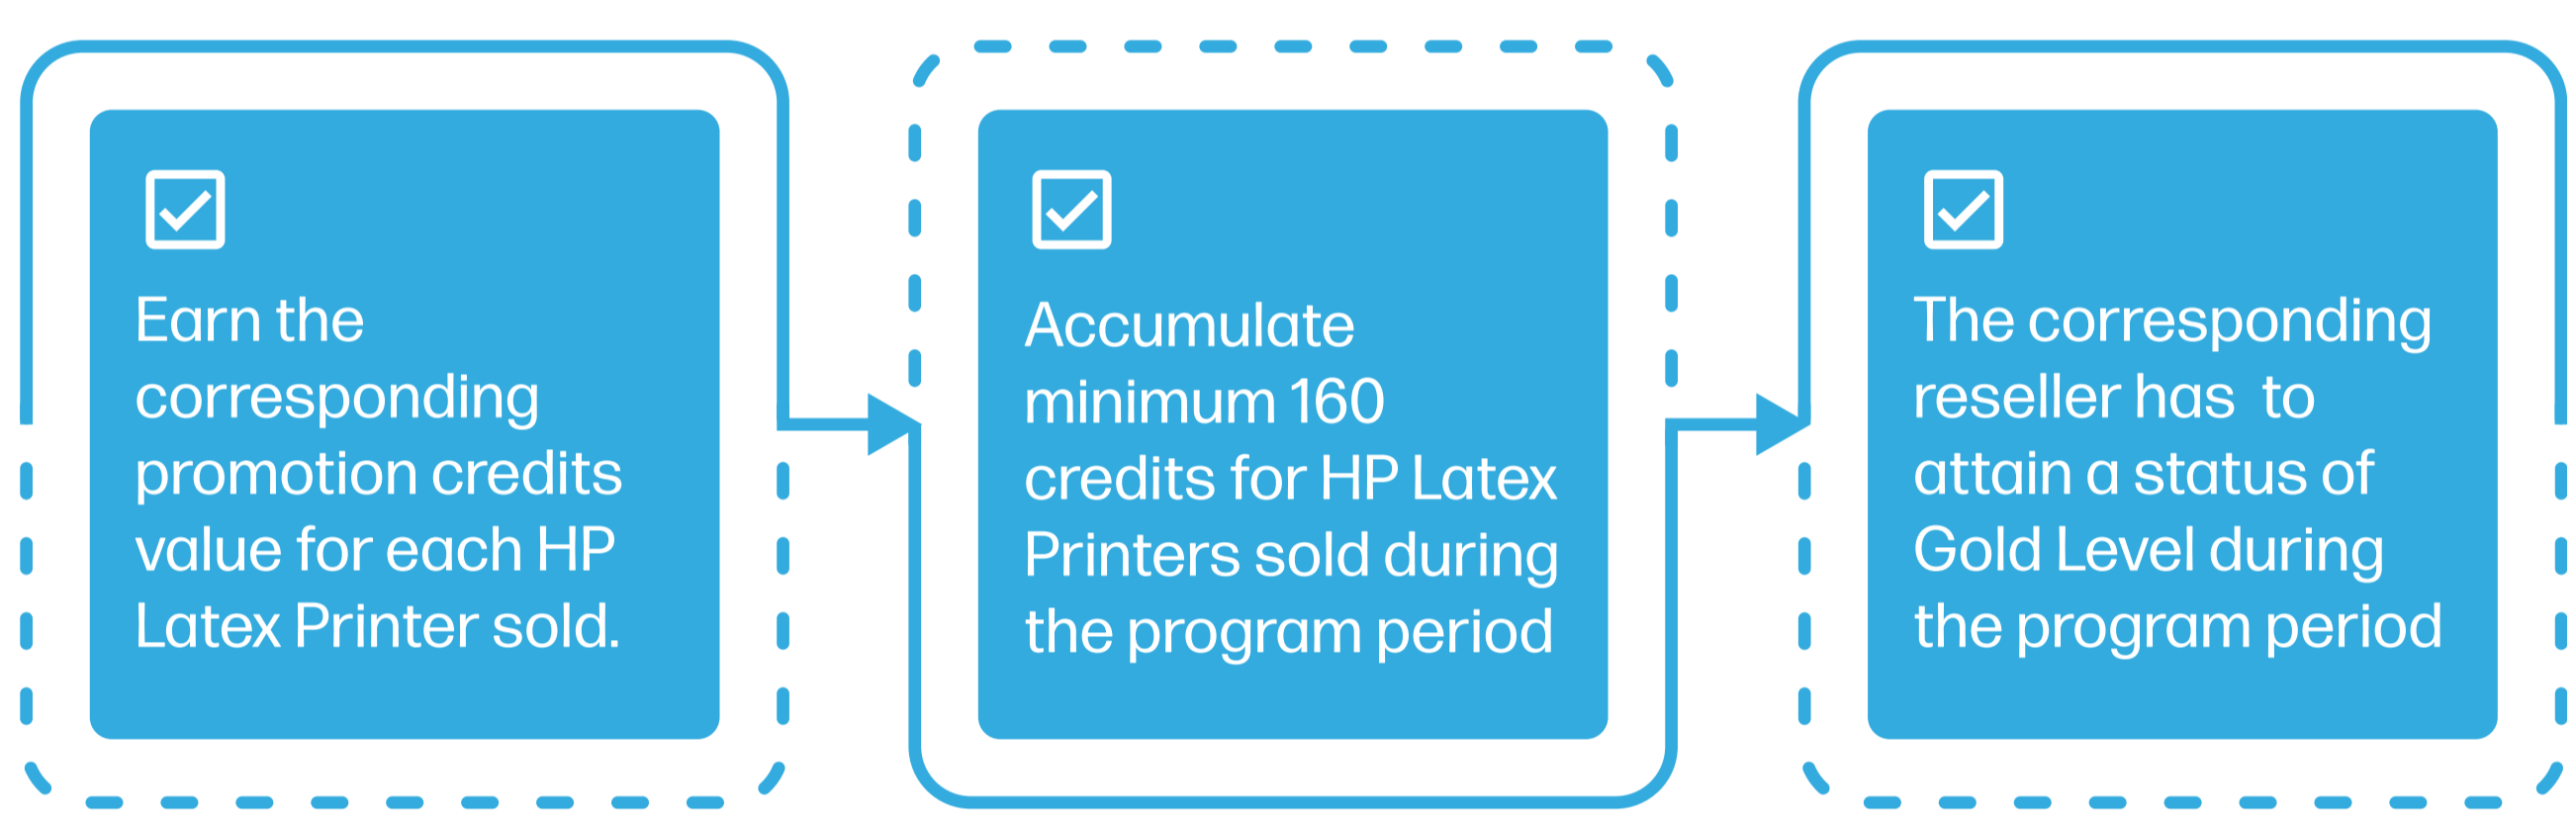 Earn the
corresponding
promotion credits
value for each HP
Latex Printer sold.
Accumulate
minimum 160
credits for HP Latex
Printers sold during
the program period
The corresponding
reseller has  to
attain a status of
Gold Level during
the program period